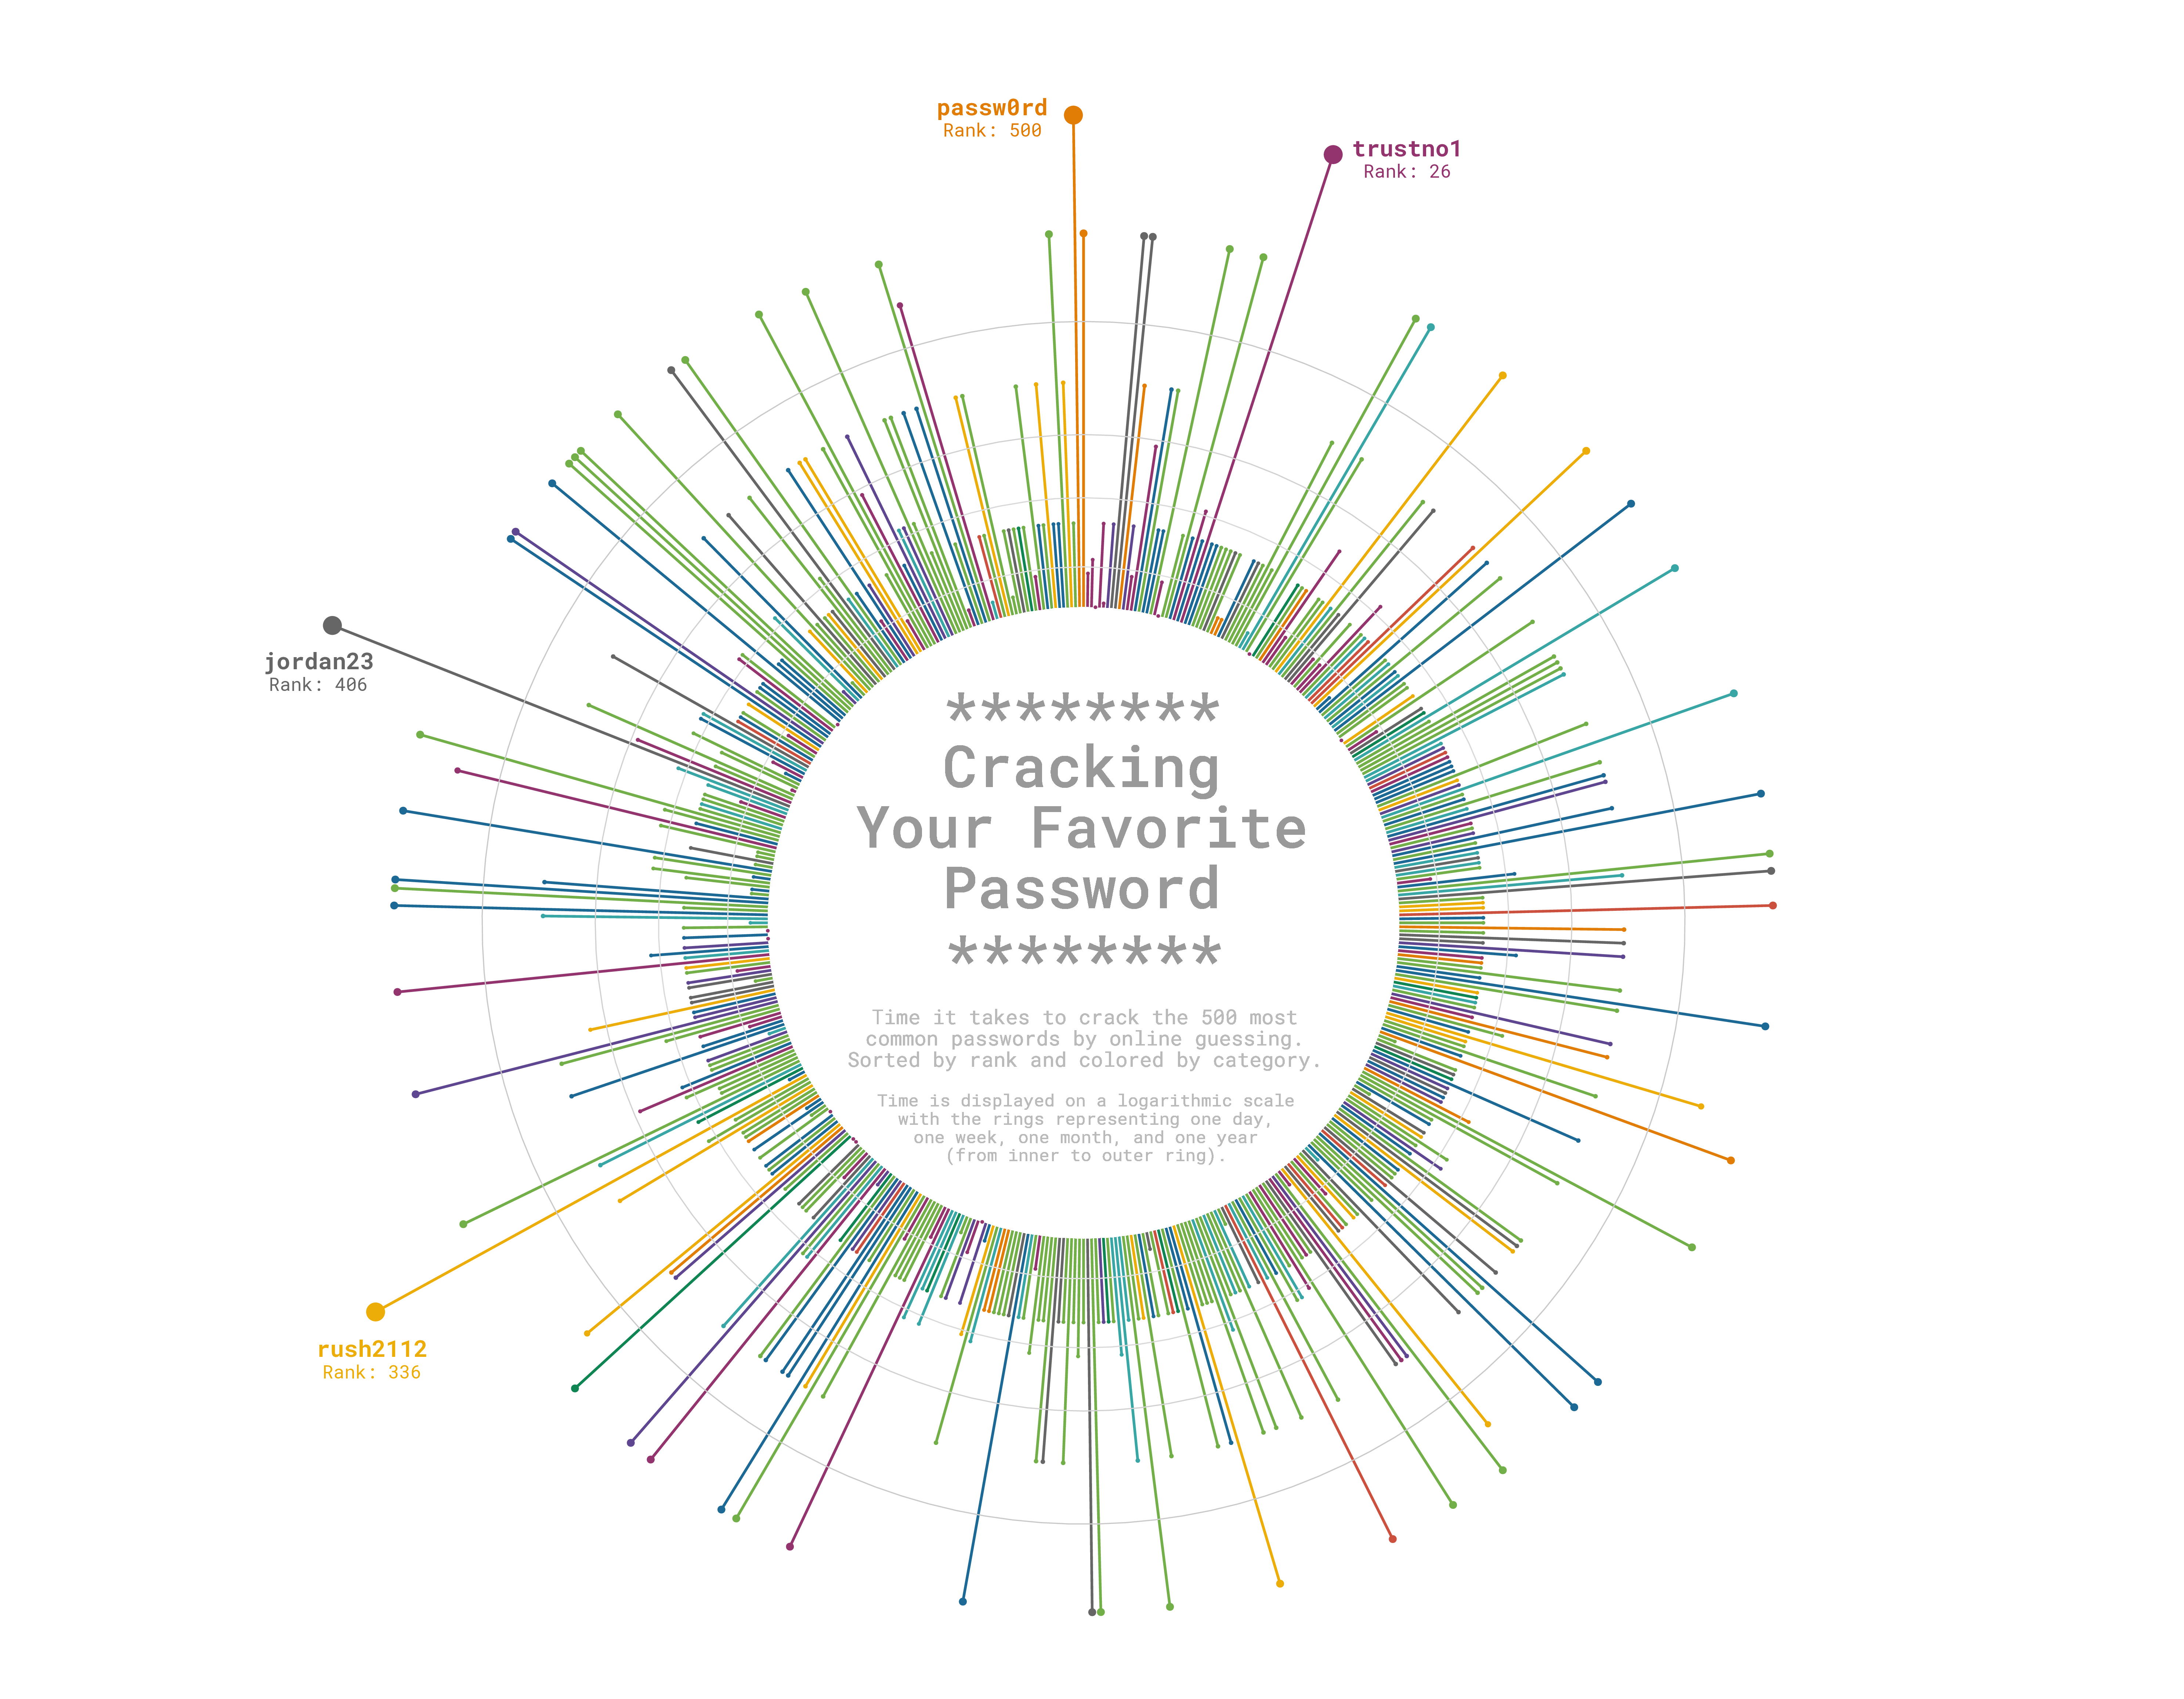 passw0rd
Rank: 500
trustno1
Rank: 26
jordan23
Rank: 406
********
Cracking
Your Favorite
Password
********
Time it takes to crack the 500 most
common passwords by online guessing.
Sorted by rank and colored by category.
Time is displayed on a logarithmic scale
with the rings representing one day,
one week, one month, and one year
(from inner to outer ring).
rush2112
Rank: 336